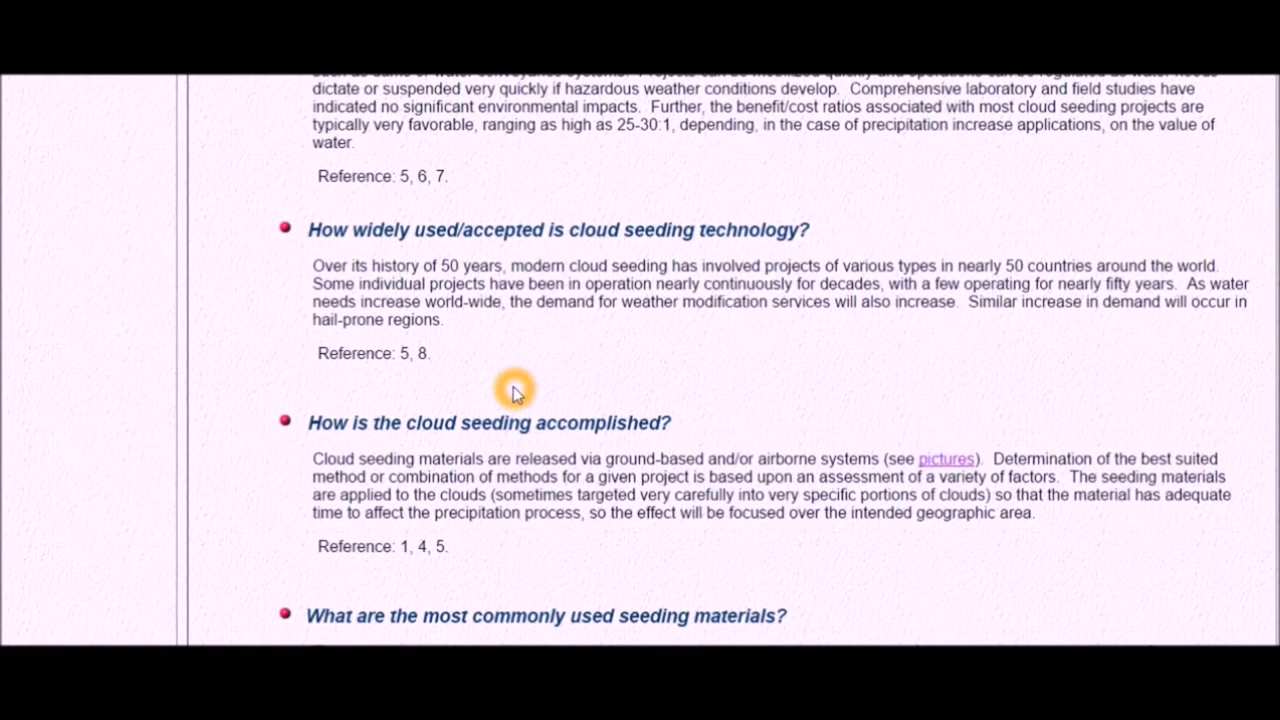 dictate or suspended very quickly if hazardous weather conditions develop. Comprehensive laboratory and field studies have
indicated no significant environmental impacts. Further, the benefit/cost ratios associated with most cloud seeding projects are
typically very favorable, ranging as high as 25-30:1, depending, in the case of precipitation increase applications, on the value of
water.
Reference: 5, 6, 7.
How widely used/accepted is cloud seeding technology?
Over its history of 50 years, modern cloud seeding has involved projects of various types in nearly 50 countries around the world.
Some individual projects have been in operation nearly continuously for decades, with a few operating for nearly fifty years. As water
needs increase world-wide, the demand for weather modification services will also increase. Similar increase in demand will occur in
hail-prone regions.
Reference: 5, 8.
How is the cloud seeding accomplished?
Cloud seeding materials are released via ground-based and/or airborne systems (see pictures). Determination of the best suited
method or combination of methods for a given project is based upon an assessment of a variety of factors. The seeding materials
are applied to the clouds (sometimes targeted very carefully into very specific portions of clouds) so that the material has adequate
time to affect the precipitation process, so the effect will be focused over the intended geographic area.
Reference: 1, 4, 5.
What are the most commonly used seeding materials?